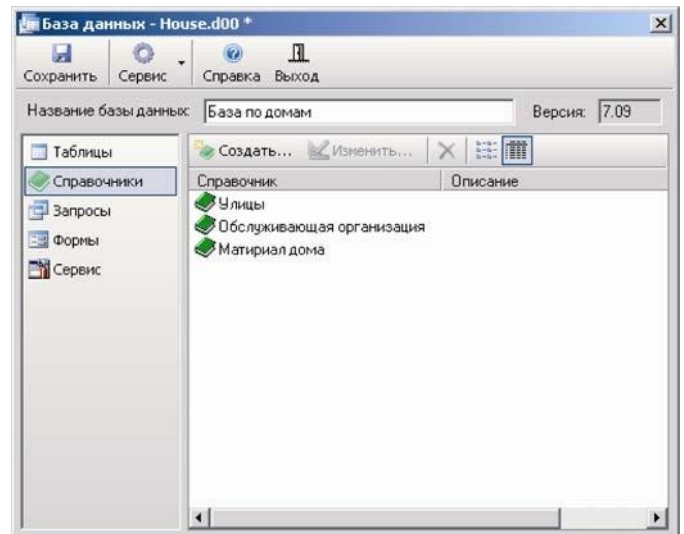 База данных - House.d00 *
Сохранить Сервис Справка Выход
Название базы данных: База по домам Версия: 7.09
Таблицы
Справочники
Запросы
Формы
Сервис
Создать... Изменить...
Справочник Описание
Улицы
Обслуживающая организация
Матириал дома